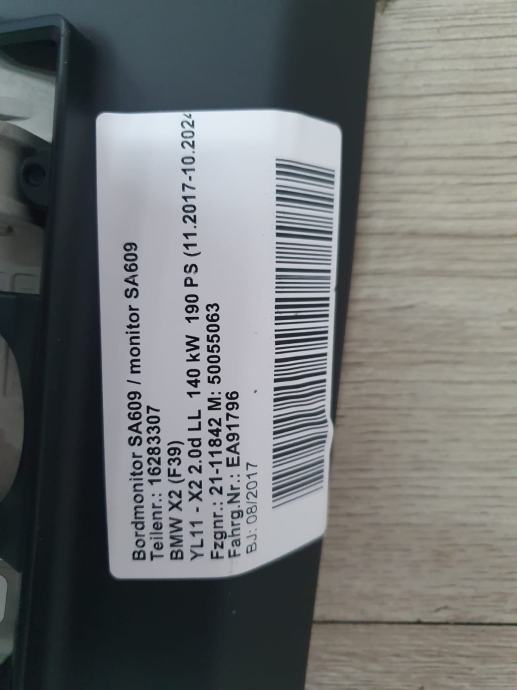 Bordmonitor SA609 / monitor SA609
Teilenr.: 16283307
BMW X2 (F39)
YL11 - X2 2.0d LL 140 kW 190 PS (11.2017-10.2024
Fzgnr.: 21-11842 M: 50055063
Fahrg.Nr.: EA91796
BJ: 08/2017